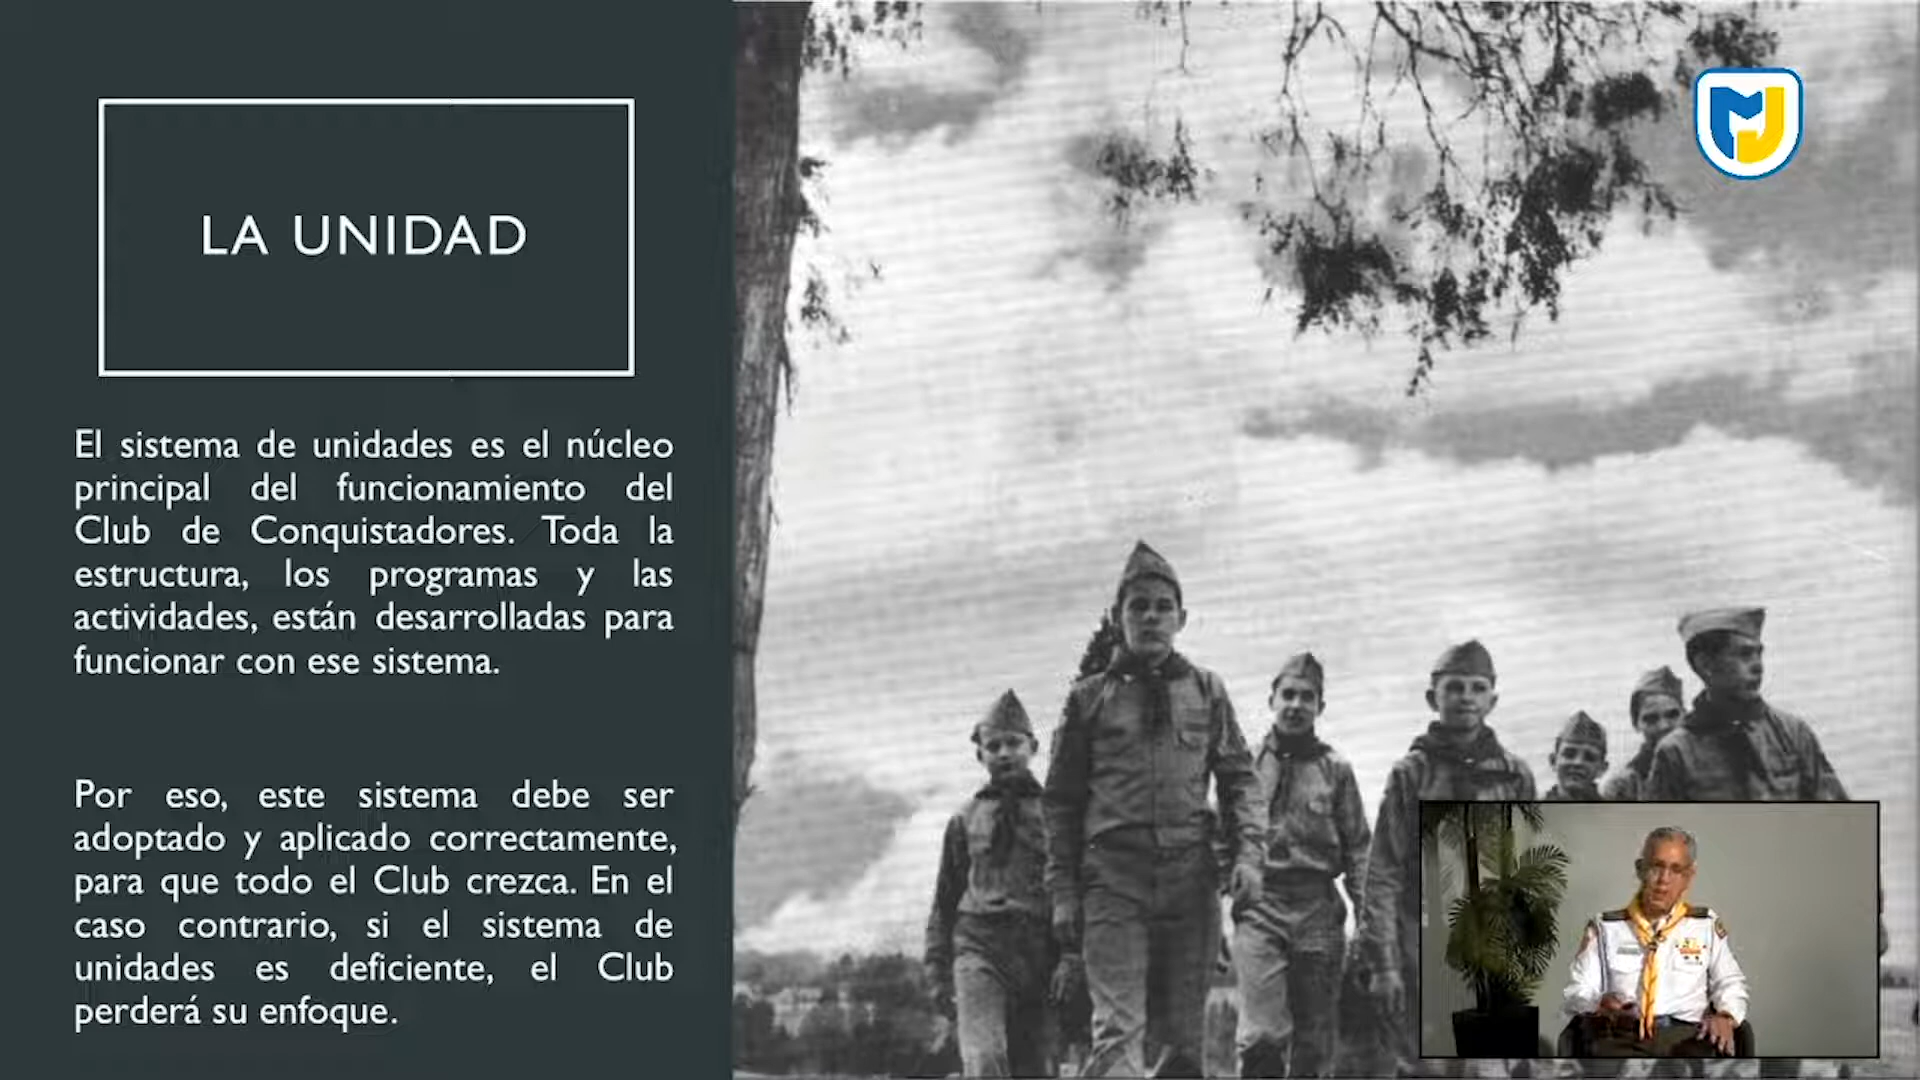 LA UNIDAD
El sistema de unidades es el núcleo
principal del funcionamiento del
Club de Conquistadores. Toda la
estructura, los programas y las
actividades, están desarrolladas para
funcionar con ese sistema.
Por eso, este sistema debe ser
adoptado y aplicado correctamente,
para que todo el Club crezca. En el
caso contrario, si el sistema de
unidades es deficiente, el Club
perderá su enfoque.
MJ